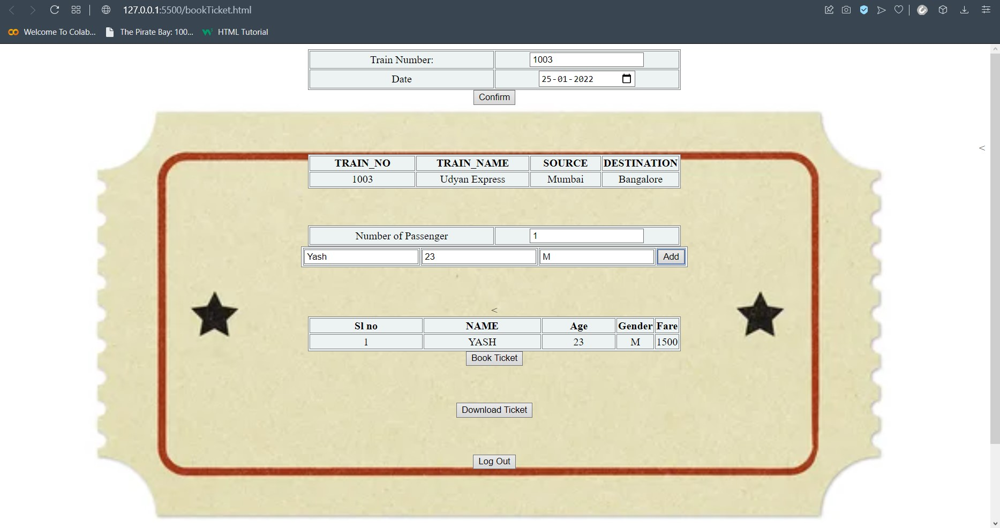 127.0.0.1:5500/bookTicket.html
Welcome To Colab... The Pirate Bay: 100... HTML Tutorial
Train Number: 1003
Date 25-01-2022
Confirm
<
TRAIN_NO TRAIN_NAME SOURCE DESTINATION
1003 Udyan Express Mumbai Bangalore
Number of Passenger 1
Yash 23 M Add
<
Sl no NAME Age Gender Fare
1 YASH 23 M 1500
Book Ticket
Download Ticket
Log Out